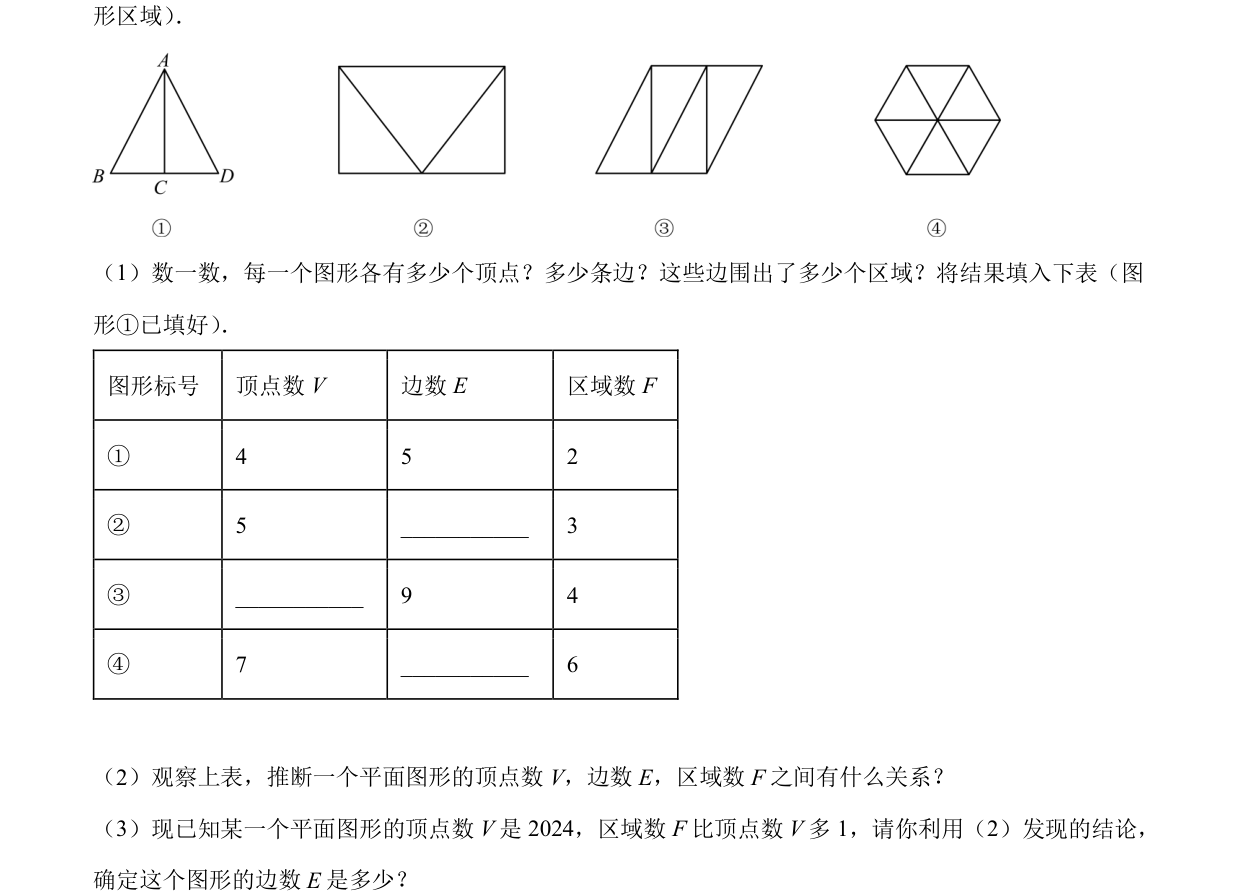 形区域）．
A
B
C
D
① ② ③ ④
（1）数一数，每一个图形各有多少个顶点？多少条边？这些边围出了多少个区域？将结果填入下表（图
形①已填好）．
图形标号 顶点数 V 边数 E 区域数 F
① 4 5 2
② 5 ___________ 3
③ ___________ 9 4
④ 7 ___________ 6
（2）观察上表，推断一个平面图形的顶点数 V，边数 E，区域数 F 之间有什么关系？
（3）现已知某一个平面图形的顶点数 V 是 2024，区域数 F 比顶点数 V 多 1，请你利用（2）发现的结论，
确定这个图形的边数 E 是多少？